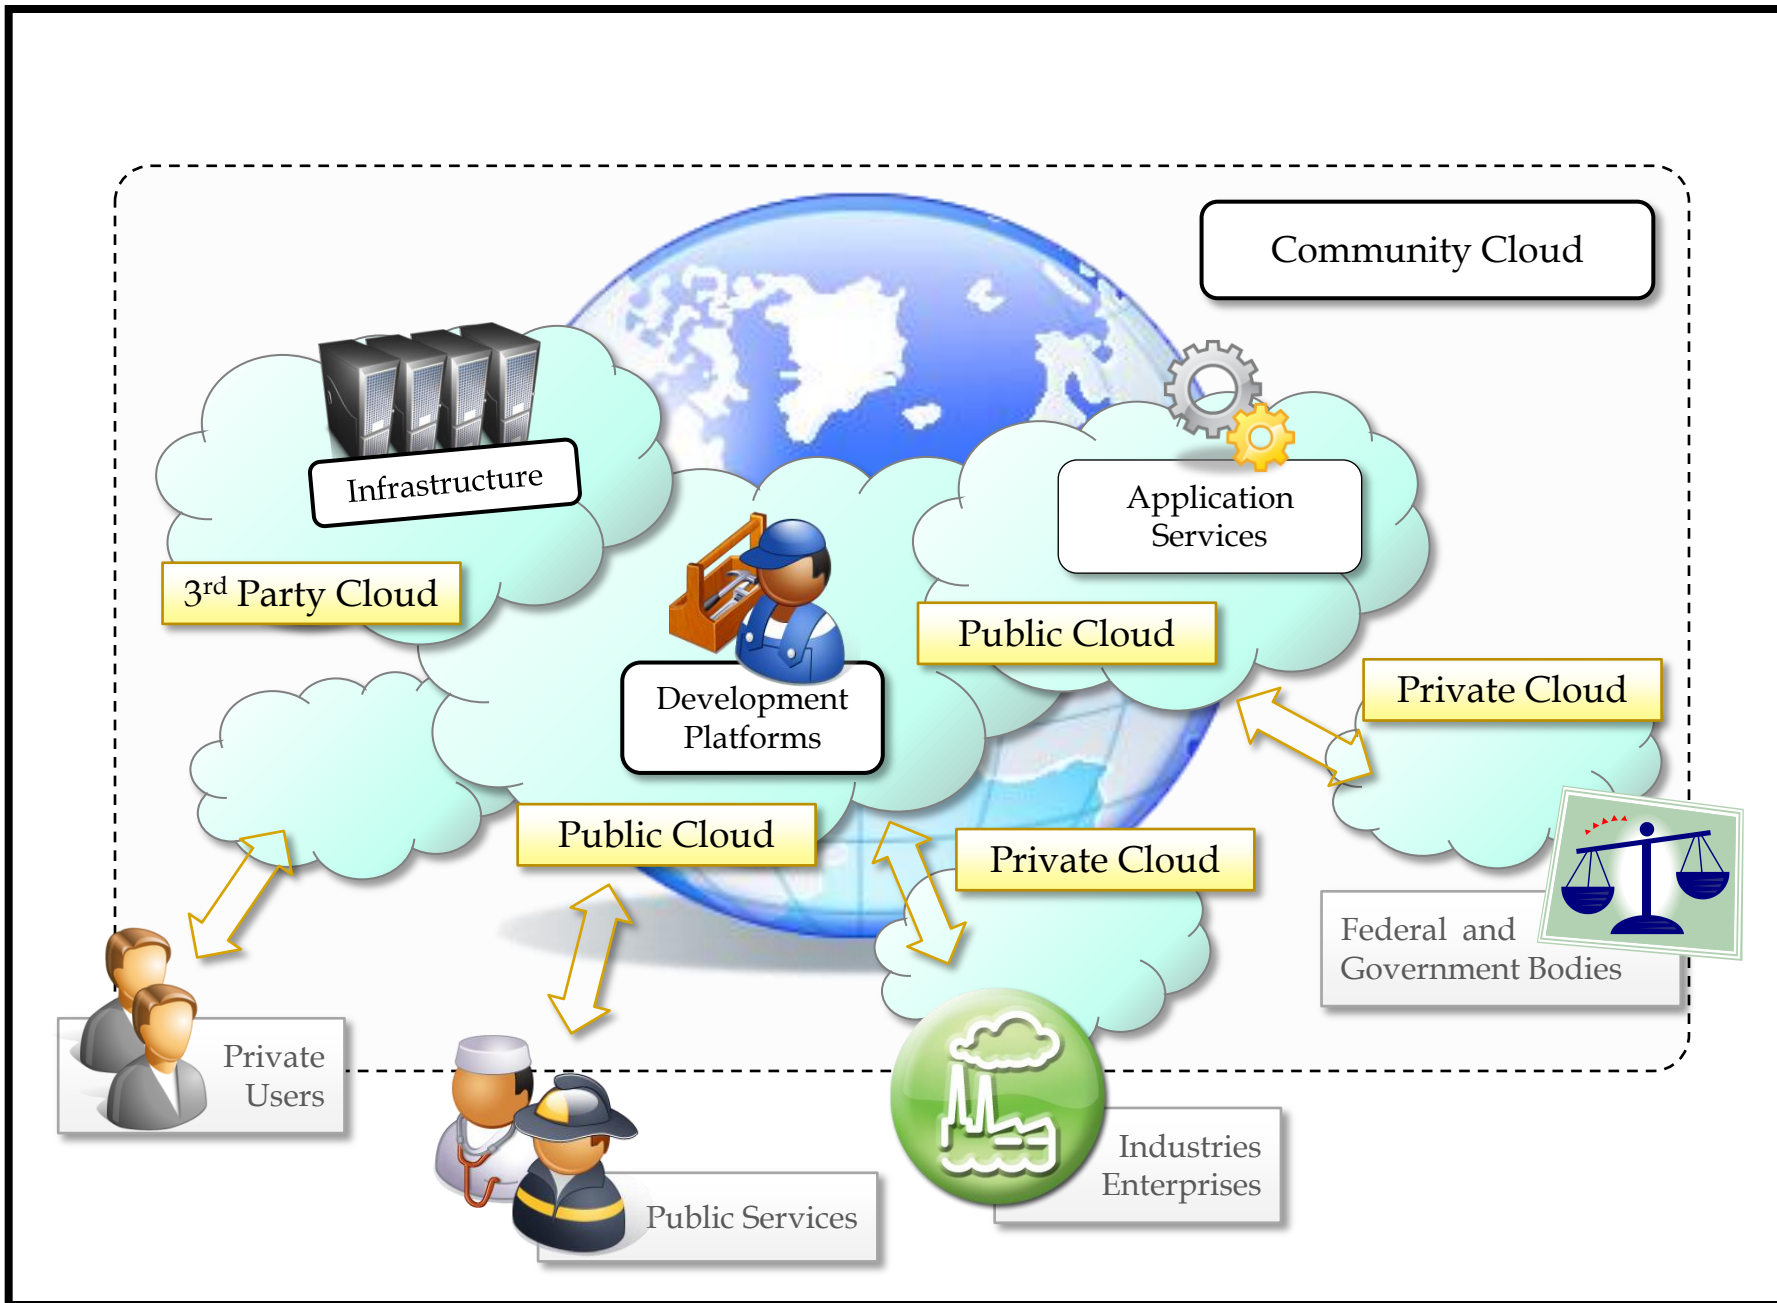 Community Cloud
Infrastructure
Application
Services
3rd Party Cloud
Public Cloud
Development
Platforms
Private Cloud
Public Cloud
Private Cloud
Federal and
Government Bodies
Private
Users
Industries
Enterprises
Public Services